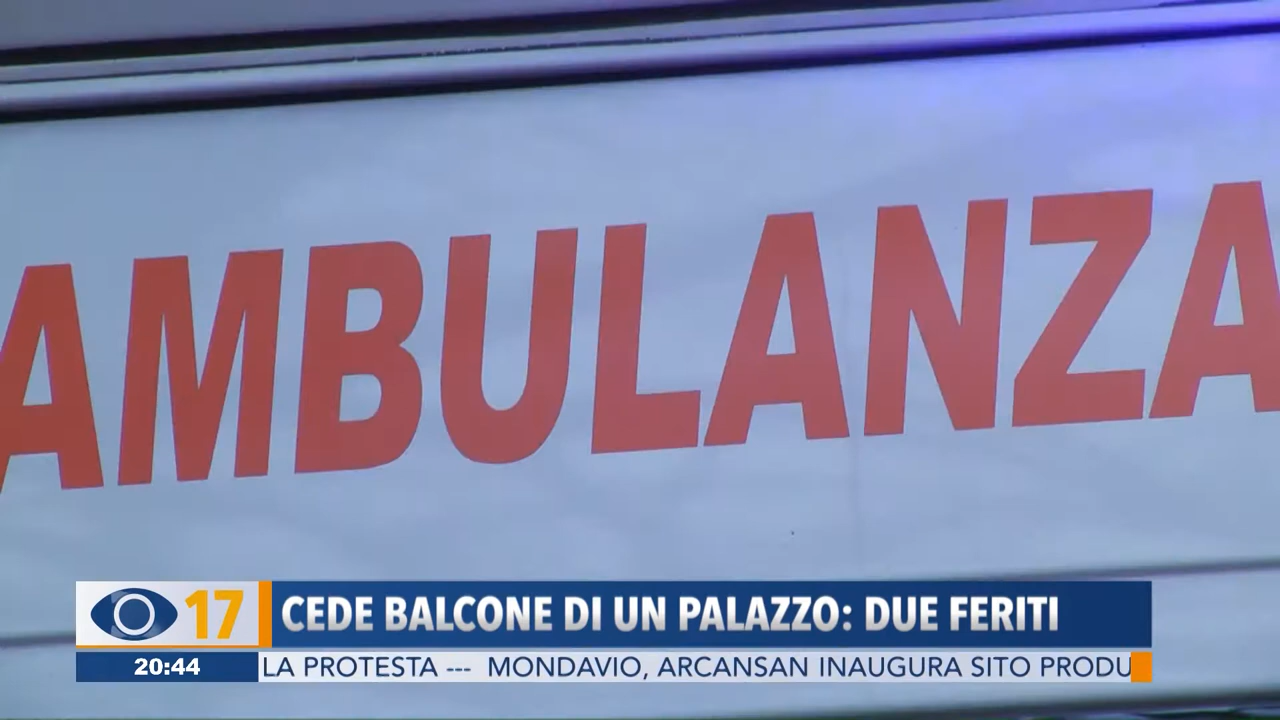 AMBULANZA
17 CEDE BALCONE DI UN PALAZZO: DUE FERITI
20:44 LA PROTESTA --- MONDAVIO, ARCANSAN INAUGURA SITO PRODU